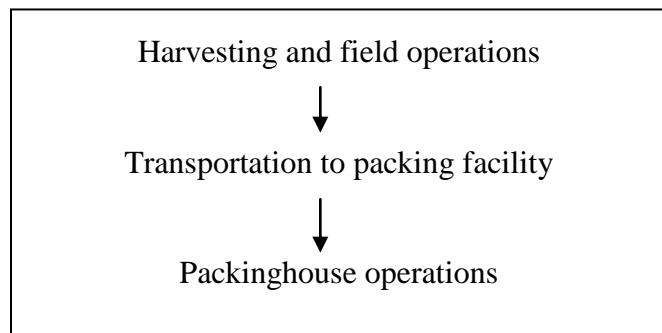 Harvesting and field operations
Transportation to packing facility
Packinghouse operations